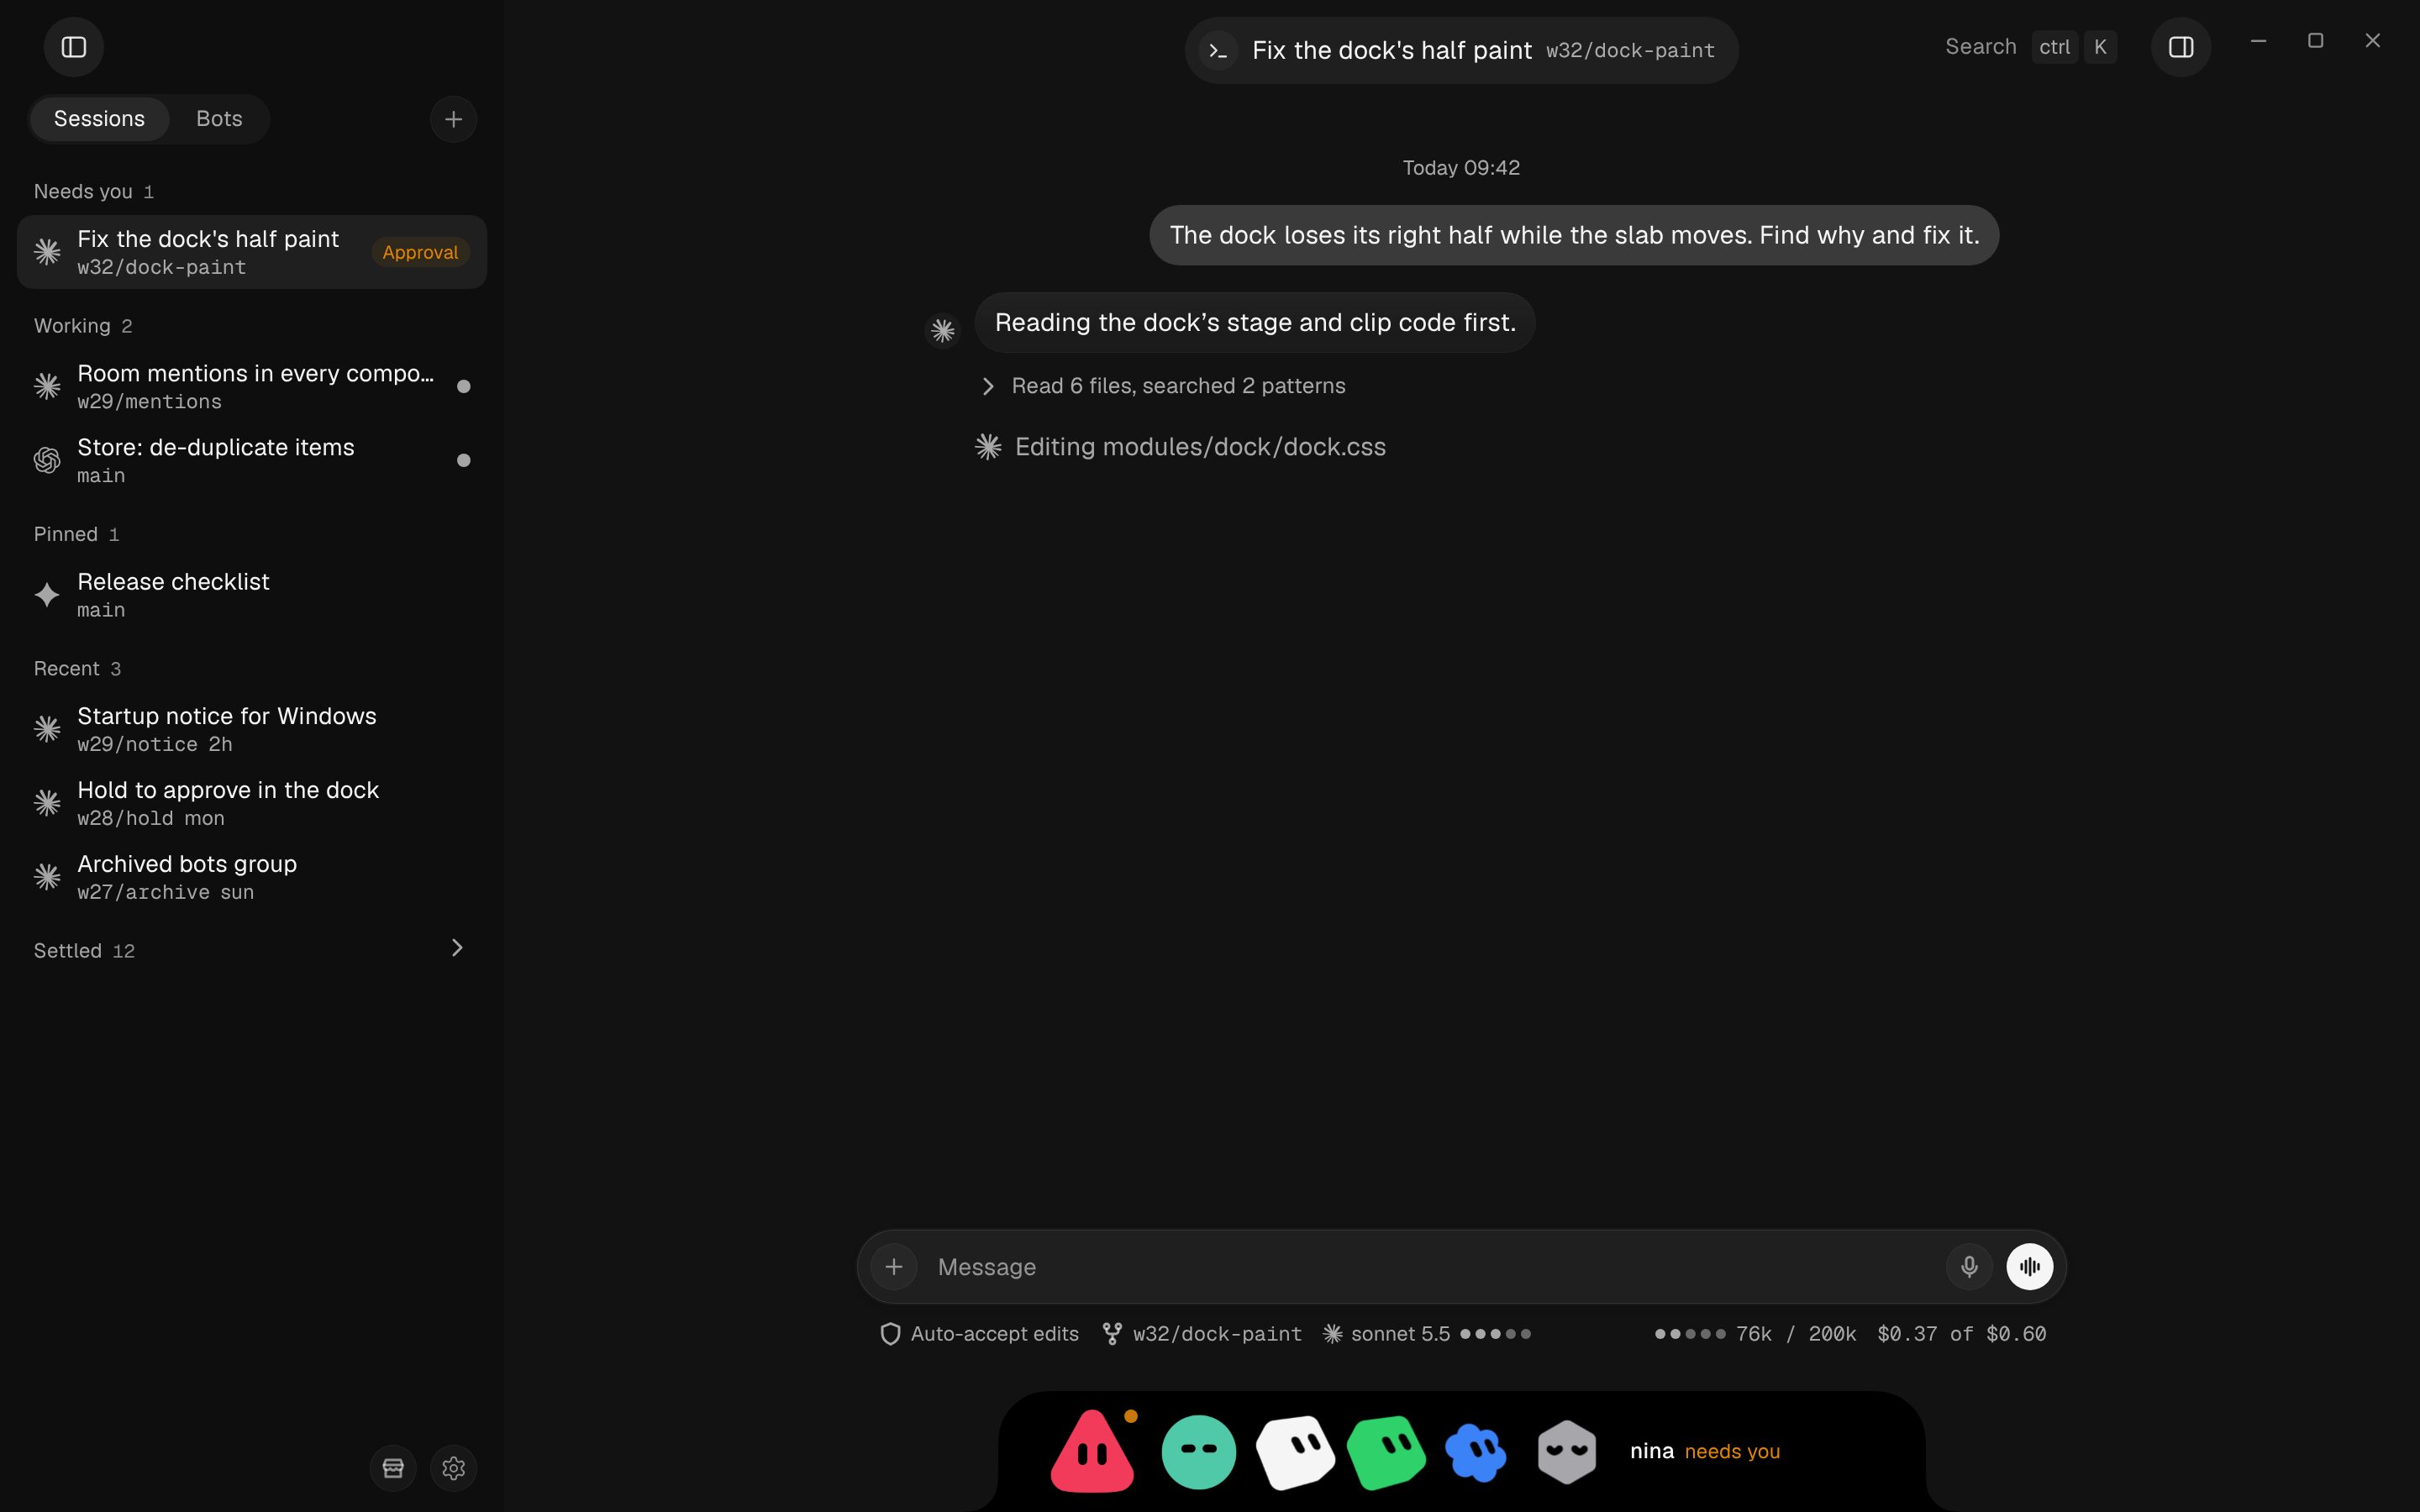 Fix the dock's half paint w32/dock-paint
Search ctrl K
Sessions Bots
Needs you 1
Fix the dock's half paint
w32/dock-paint
Approval
Working 2
Room mentions in every compo…
w29/mentions
Store: de-duplicate items
main
Pinned 1
Release checklist
main
Recent 3
Startup notice for Windows
w29/notice 2h
Hold to approve in the dock
w28/hold mon
Archived bots group
w27/archive sun
Settled 12
Today 09:42
The dock loses its right half while the slab moves. Find why and fix it.
Reading the dock’s stage and clip code first.
Read 6 files, searched 2 patterns
Editing modules/dock/dock.css
Message
Auto-accept edits w32/dock-paint sonnet 5.5 76k / 200k $0.37 of $0.60
nina needs you